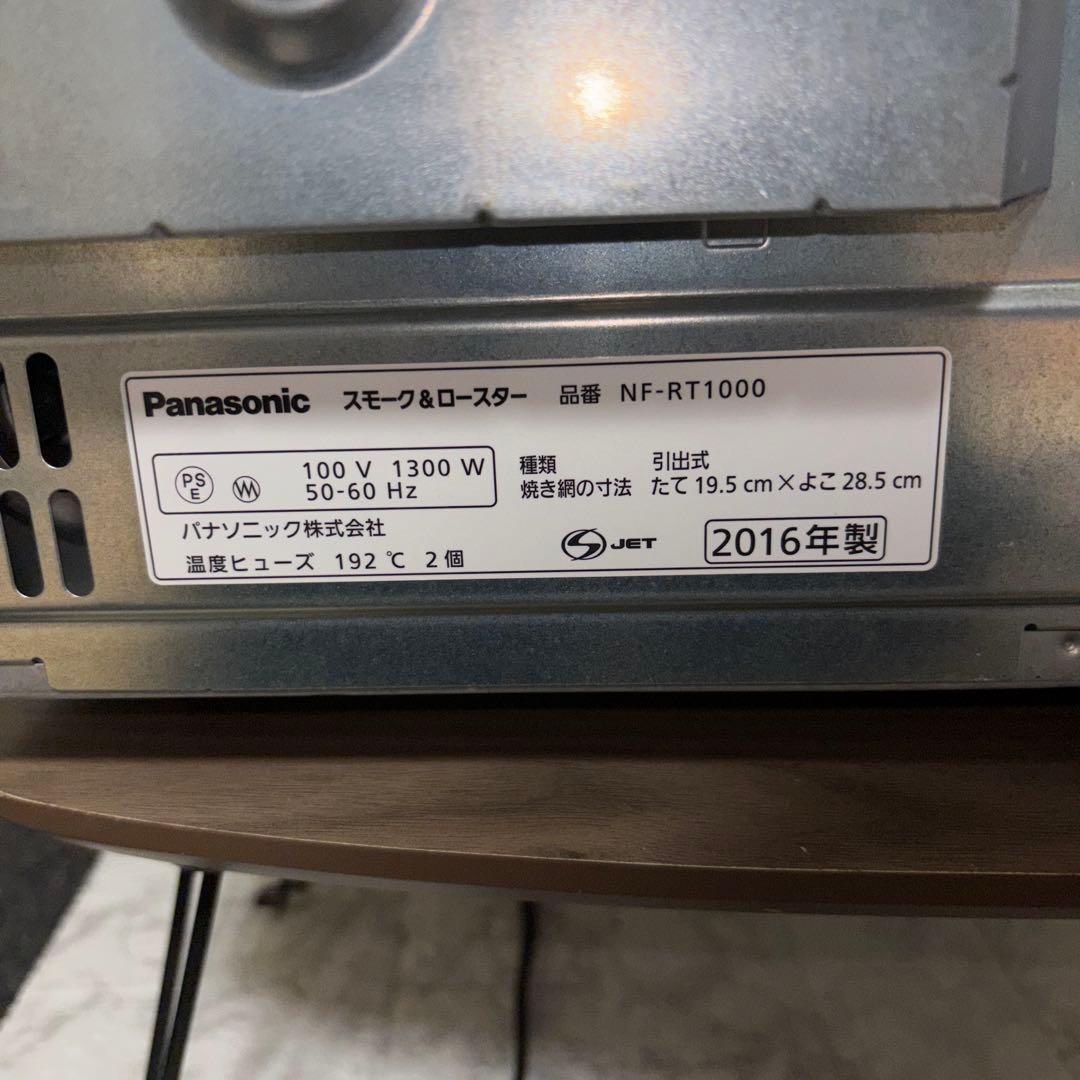 Panasonic スモーク&ロースター 品番 NF-RT1000
PSE 100 V 1300 W
50-60 Hz
種類 引出式
焼き網の寸法 たて 19.5 cm×よこ 28.5 cm
パナソニック株式会社
温度ヒューズ 192 ℃ 2 個
S JET 2016年製